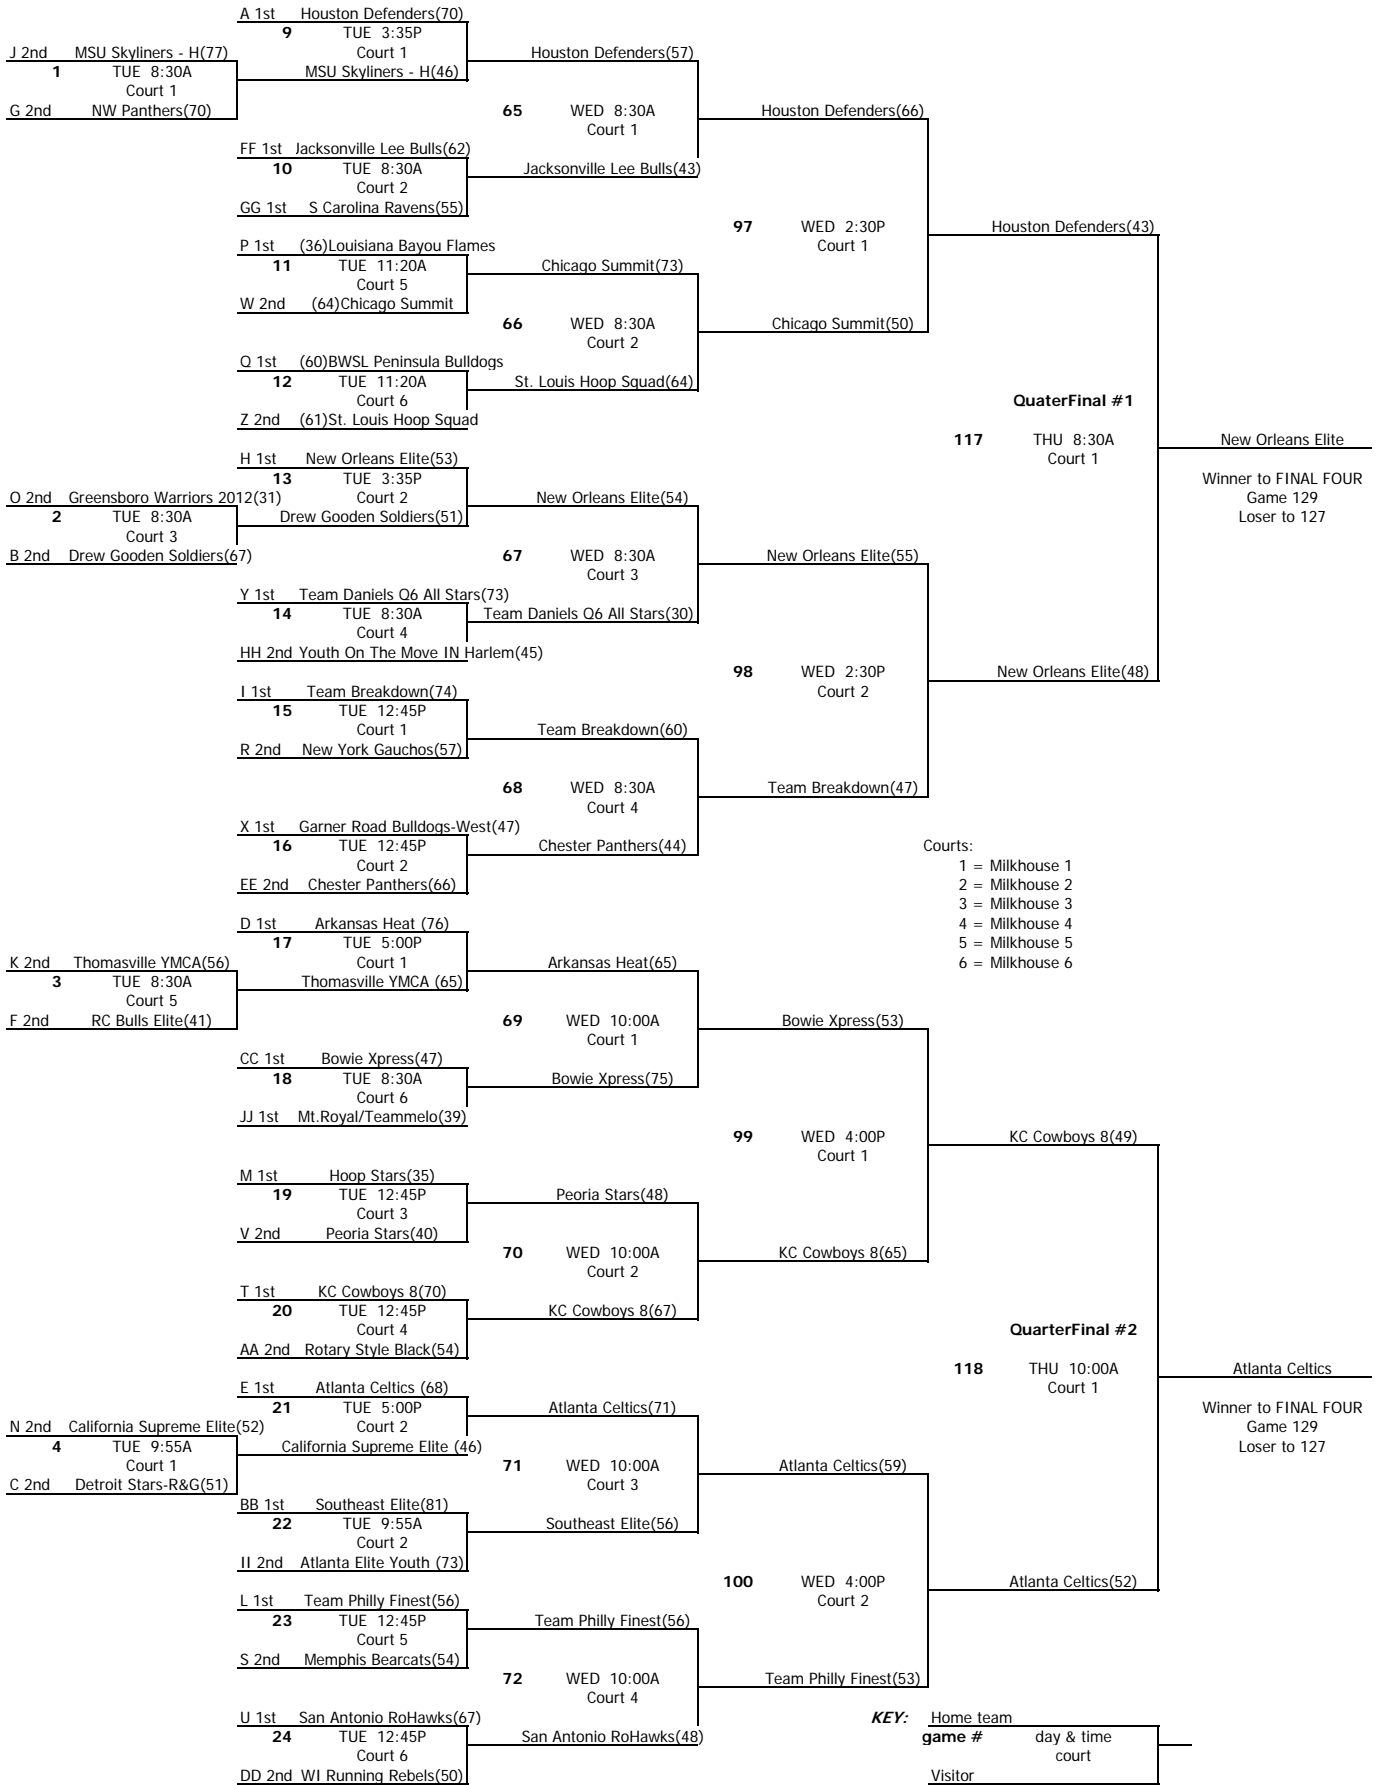 A 1st Houston Defenders(70)
9 TUE 3:35P
J 2nd MSU Skyliners - H(77) Court 1 Houston Defenders(57)
1 TUE 8:30A MSU Skyliners - H(46)
Court 1
G 2nd NW Panthers(70) 65 WED 8:30A Houston Defenders(66)
Court 1
FF 1st Jacksonville Lee Bulls(62)
10 TUE 8:30A Jacksonville Lee Bulls(43)
Court 2
GG 1st S Carolina Ravens(55)
97 WED 2:30P Houston Defenders(43)
P 1st (36)Louisiana Bayou Flames Court 1
11 TUE 11:20A Chicago Summit(73)
Court 5
W 2nd (64)Chicago Summit
66 WED 8:30A Chicago Summit(50)
Court 2
Q 1st (60)BWSL Peninsula Bulldogs
12 TUE 11:20A St. Louis Hoop Squad(64)
Court 6 QuaterFinal #1
Z 2nd (61)St. Louis Hoop Squad
117 THU 8:30A New Orleans Elite
H 1st New Orleans Elite(53) Court 1
13 TUE 3:35P Winner to FINAL FOUR
O 2nd Greensboro Warriors 2012(31) Court 2 New Orleans Elite(54) Game 129
2 TUE 8:30A Drew Gooden Soldiers(51) Loser to 127
Court 3
B 2nd Drew Gooden Soldiers(67) 67 WED 8:30A New Orleans Elite(55)
Court 3
Y 1st Team Daniels Q6 All Stars(73)
14 TUE 8:30A Team Daniels Q6 All Stars(30)
Court 4
HH 2nd Youth On The Move IN Harlem(45)
98 WED 2:30P New Orleans Elite(48)
I 1st Team Breakdown(74) Court 2
15 TUE 12:45P
Court 1 Team Breakdown(60)
R 2nd New York Gauchos(57)
68 WED 8:30A Team Breakdown(47)
Court 4
X 1st Garner Road Bulldogs-West(47)
16 TUE 12:45P Chester Panthers(44) Courts:
Court 2 1 = Milkhouse 1
EE 2nd Chester Panthers(66) 2 = Milkhouse 2
3 = Milkhouse 3
D 1st Arkansas Heat (76) 4 = Milkhouse 4
17 TUE 5:00P 5 = Milkhouse 5
K 2nd Thomasville YMCA(56) Court 1 Arkansas Heat(65) 6 = Milkhouse 6
3 TUE 8:30A Thomasville YMCA (65)
Court 5
F 2nd RC Bulls Elite(41) 69 WED 10:00A Bowie Xpress(53)
Court 1
CC 1st Bowie Xpress(47)
18 TUE 8:30A Bowie Xpress(75)
Court 6
JJ 1st Mt.Royal/Teammelo(39)
99 WED 4:00P KC Cowboys 8(49)
Court 1
M 1st Hoop Stars(35)
19 TUE 12:45P Peoria Stars(48)
Court 3
V 2nd Peoria Stars(40)
70 WED 10:00A KC Cowboys 8(65)
Court 2
T 1st KC Cowboys 8(70)
20 TUE 12:45P KC Cowboys 8(67)
Court 4 QuarterFinal #2
AA 2nd Rotary Style Black(54)
118 THU 10:00A Atlanta Celtics
E 1st Atlanta Celtics (68) Court 1
21 TUE 5:00P Atlanta Celtics(71) Winner to FINAL FOUR
N 2nd California Supreme Elite(52) Court 2 Game 129
4 TUE 9:55A California Supreme Elite (46) Loser to 127
Court 1 71 WED 10:00A Atlanta Celtics(59)
C 2nd Detroit Stars-R&G(51) Court 3
BB 1st Southeast Elite(81)
22 TUE 9:55A Southeast Elite(56)
Court 2
II 2nd Atlanta Elite Youth (73)
100 WED 4:00P Atlanta Celtics(52)
L 1st Team Philly Finest(56) Court 2
23 TUE 12:45P Team Philly Finest(56)
Court 5
S 2nd Memphis Bearcats(54)
72 WED 10:00A Team Philly Finest(53)
Court 4
U 1st San Antonio RoHawks(67) KEY: Home team
24 TUE 12:45P San Antonio RoHawks(48) game # day & time
Court 6 court
DD 2nd WI Running Rebels(50) Visitor